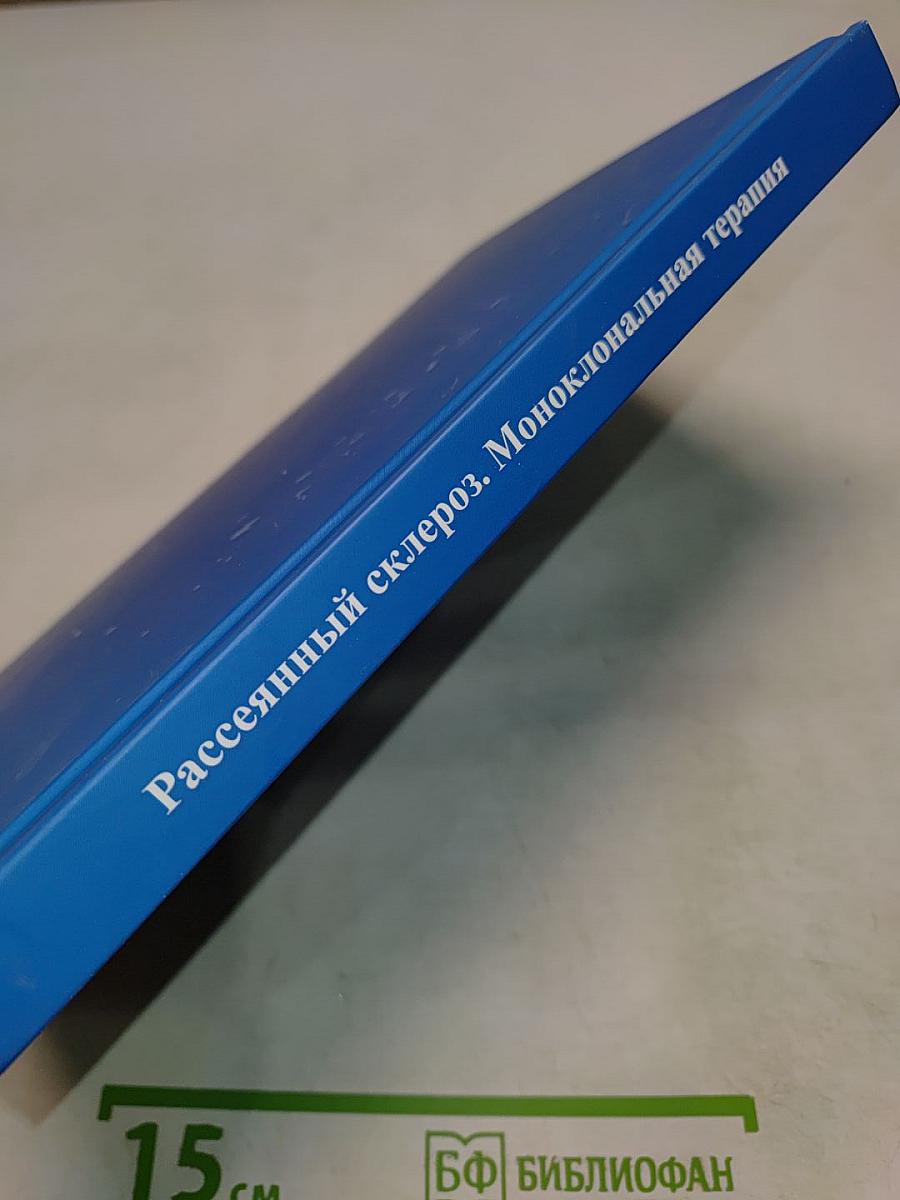 Рассеянный склероз. Моноклональная терапия
15 см
БФ БИБЛИОФАН